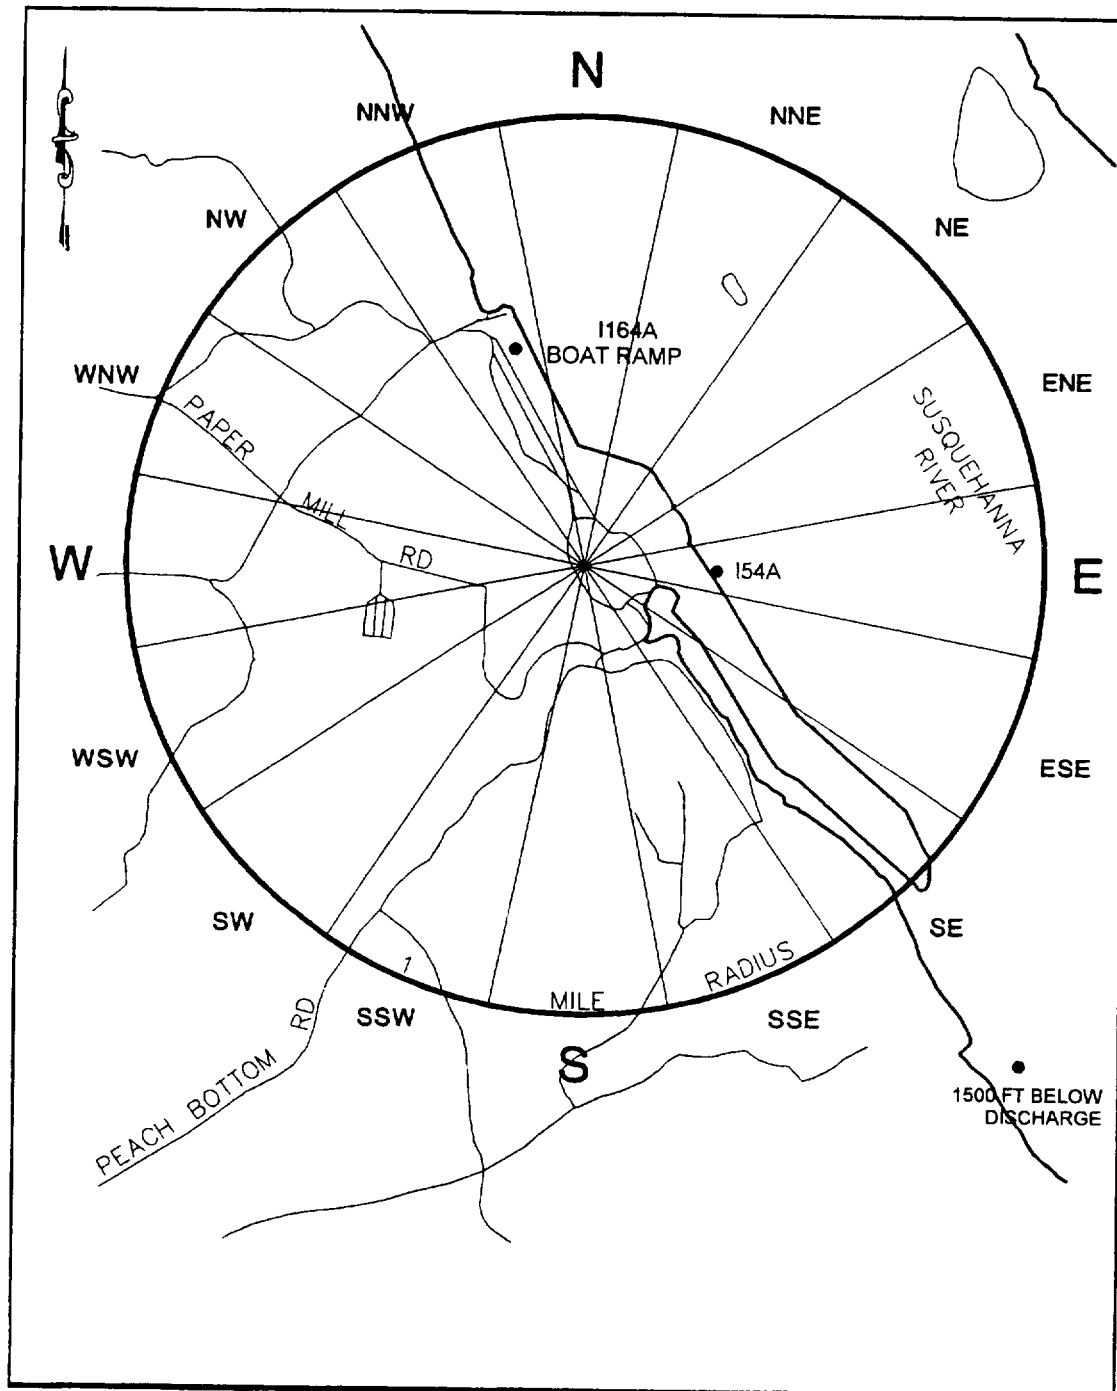 N
NNW
NNE
NW
NE
I164A
BOAT RAMP
WNW
ENE
PAPER
MILL
RD
SUSQUEHANNA
RIVER
W
I54A
E
WSW
ESE
SW
SE
1
MILE
RADIUS
SSW
SSE
S
PEACH BOTTOM RD
1500 FT BELOW
DISCHARGE